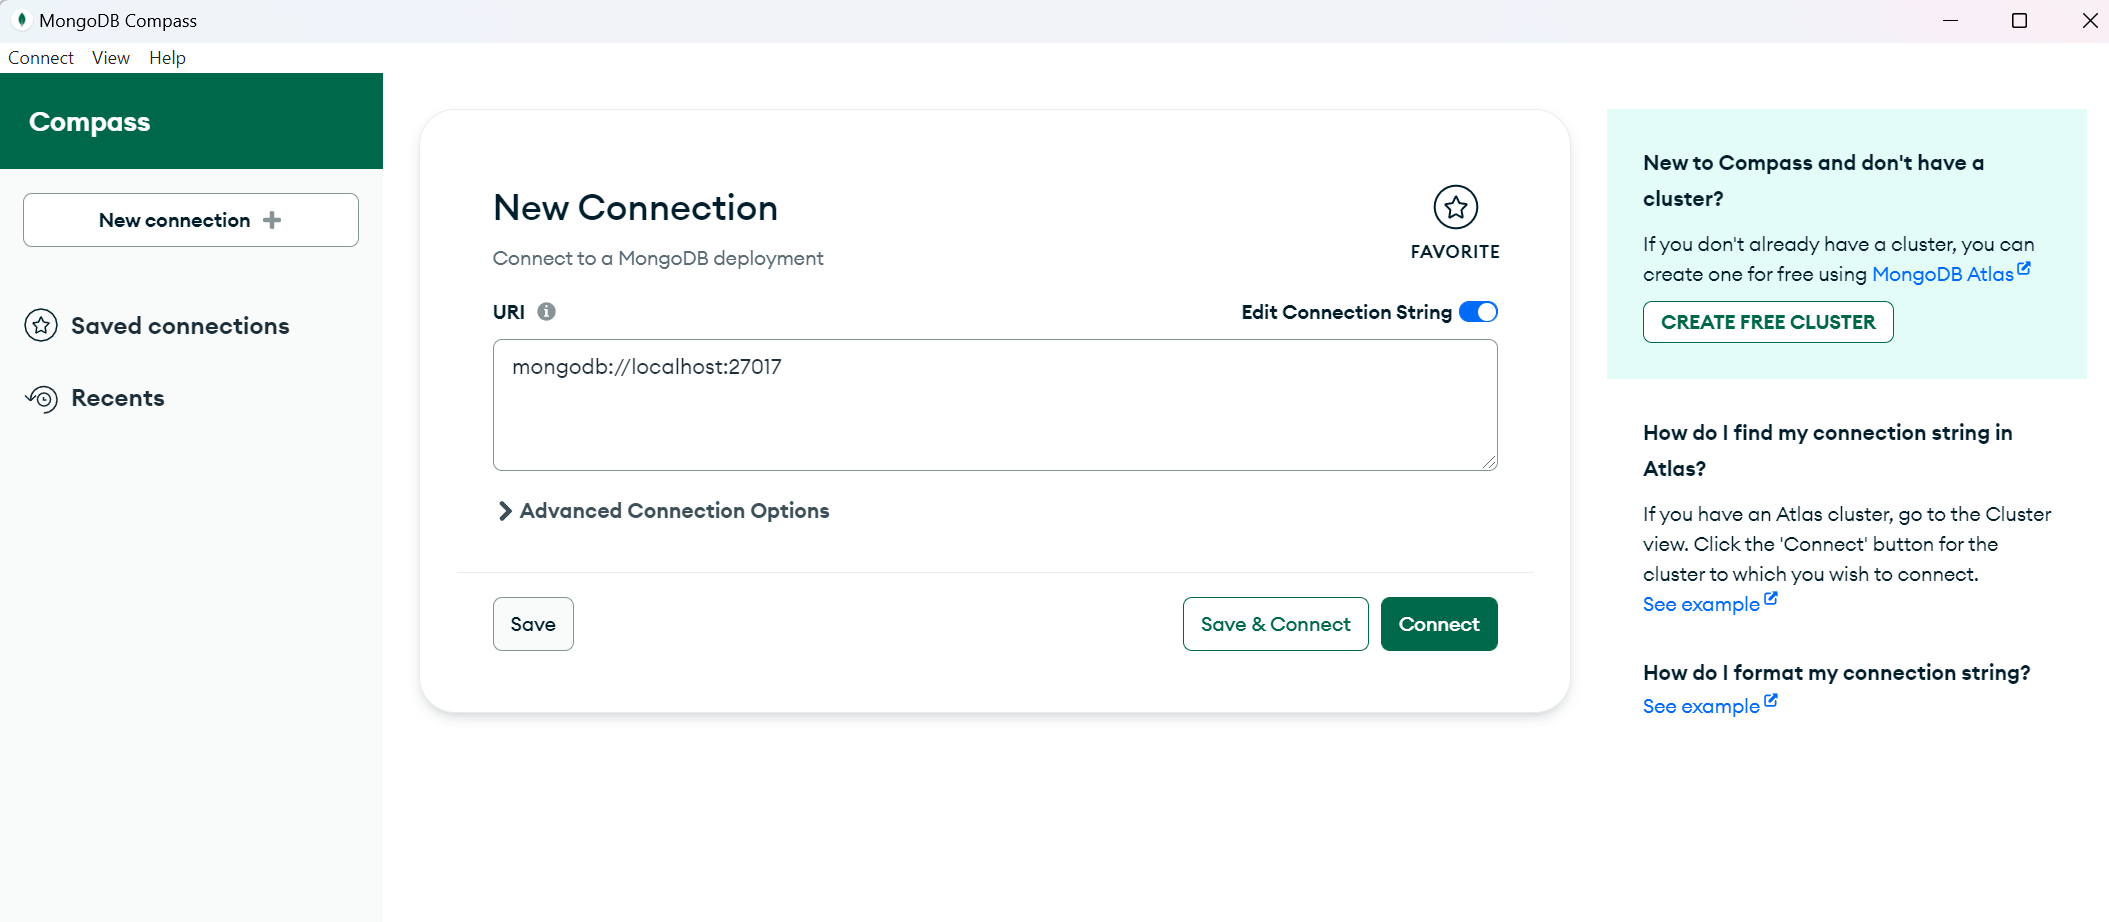 MongoDB Compass
Connect View Help
Compass
New connection
Saved connections
Recents
New Connection
Connect to a MongoDB deployment
FAVORITE
URI
Edit Connection String
mongodb://localhost:27017
Advanced Connection Options
Save
Save & Connect
Connect
New to Compass and don't have a
cluster?
If you don't already have a cluster, you can
create one for free using MongoDB Atlas
CREATE FREE CLUSTER
How do I find my connection string in
Atlas?
If you have an Atlas cluster, go to the Cluster
view. Click the 'Connect' button for the
cluster to which you wish to connect.
See example
How do I format my connection string?
See example